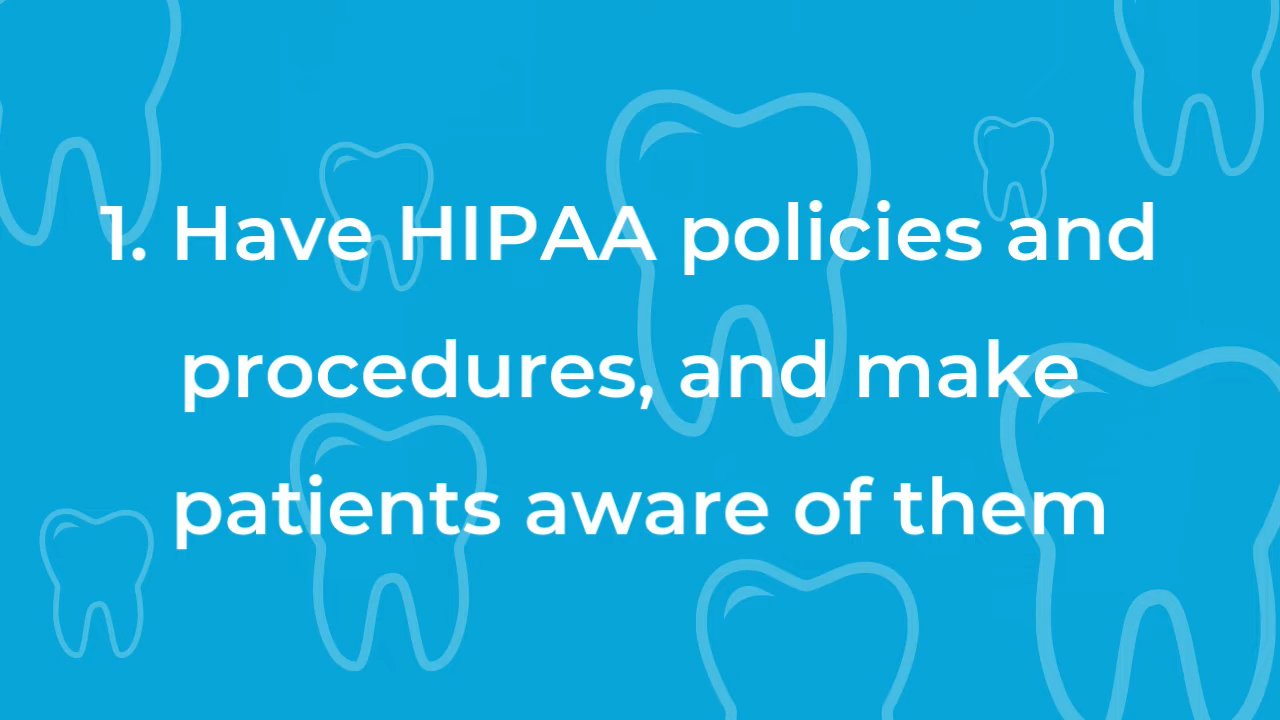 1. Have HIPAA policies and
procedures, and make
patients aware of them